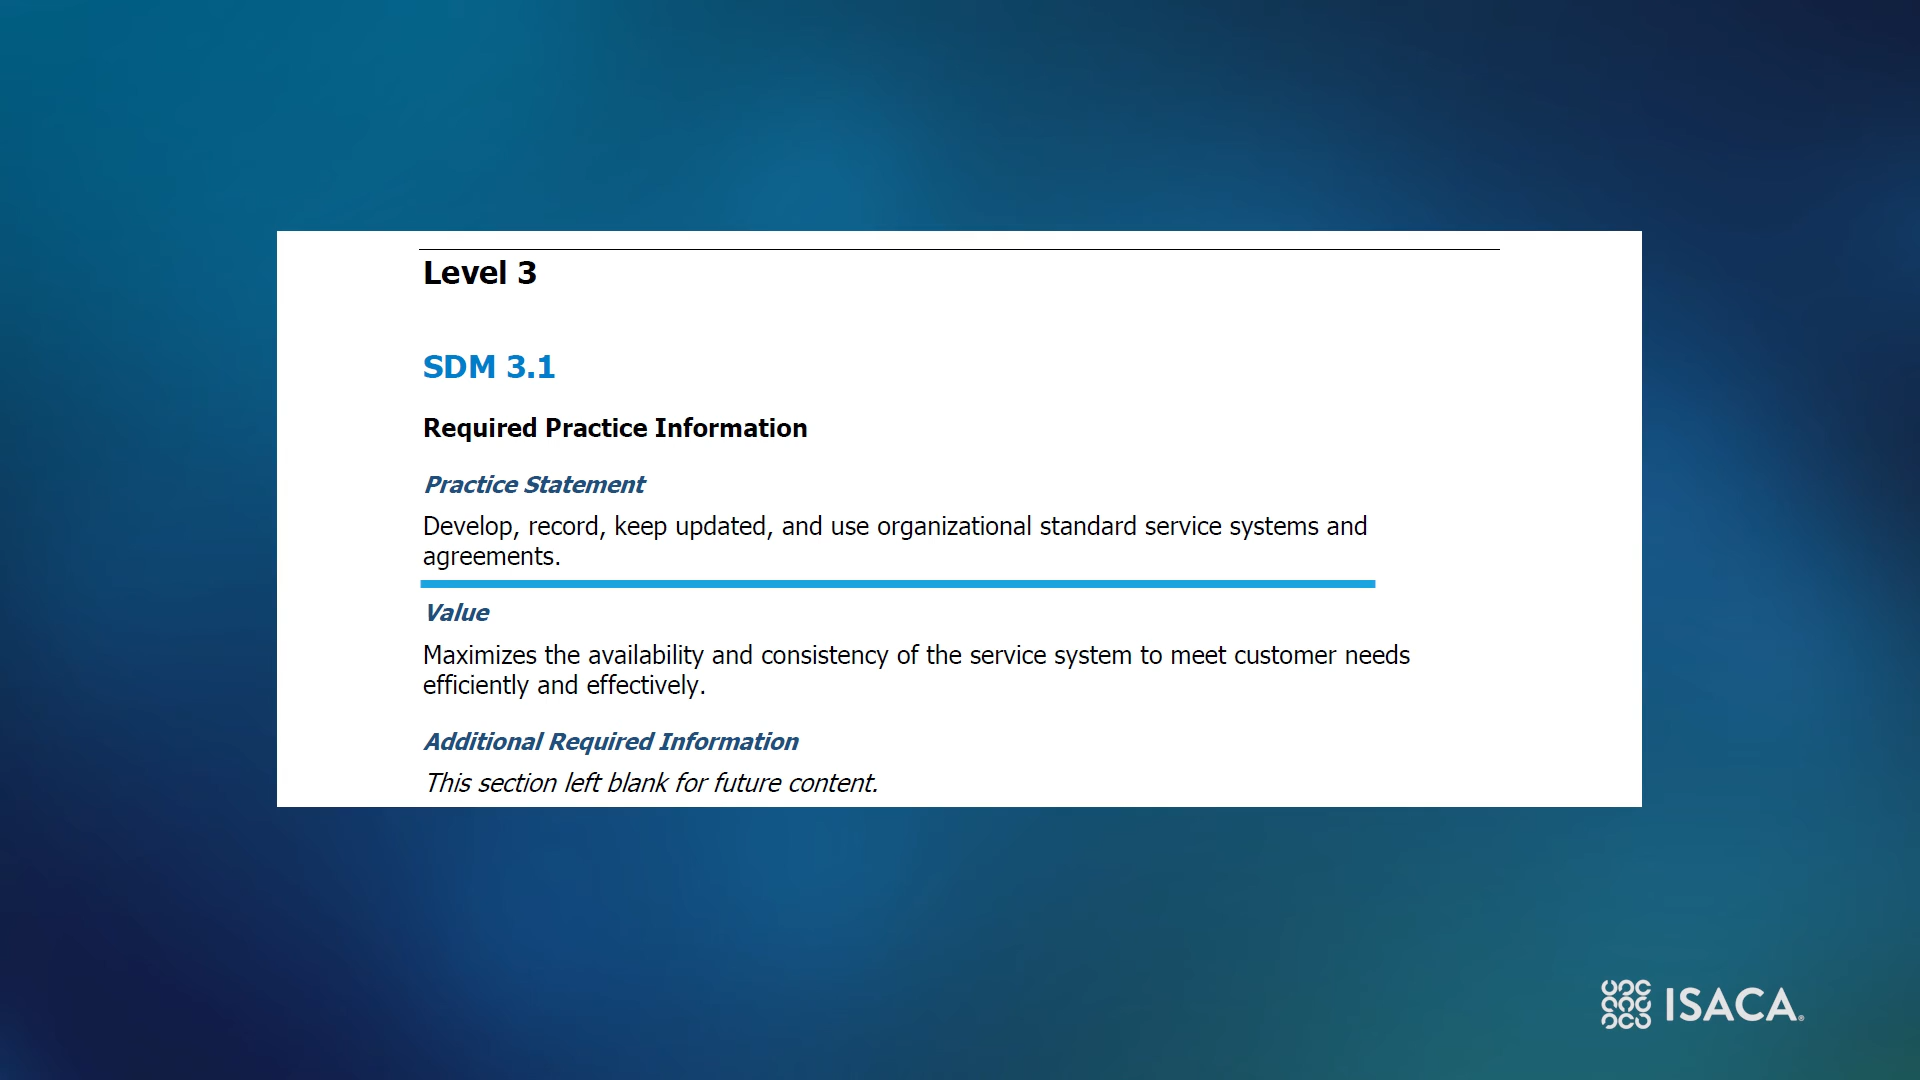 Level 3
SDM 3.1
Required Practice Information
Practice Statement
Develop, record, keep updated, and use organizational standard service systems and
agreements.
Value
Maximizes the availability and consistency of the service system to meet customer needs
efficiently and effectively.
Additional Required Information
This section left blank for future content.
ISACA®